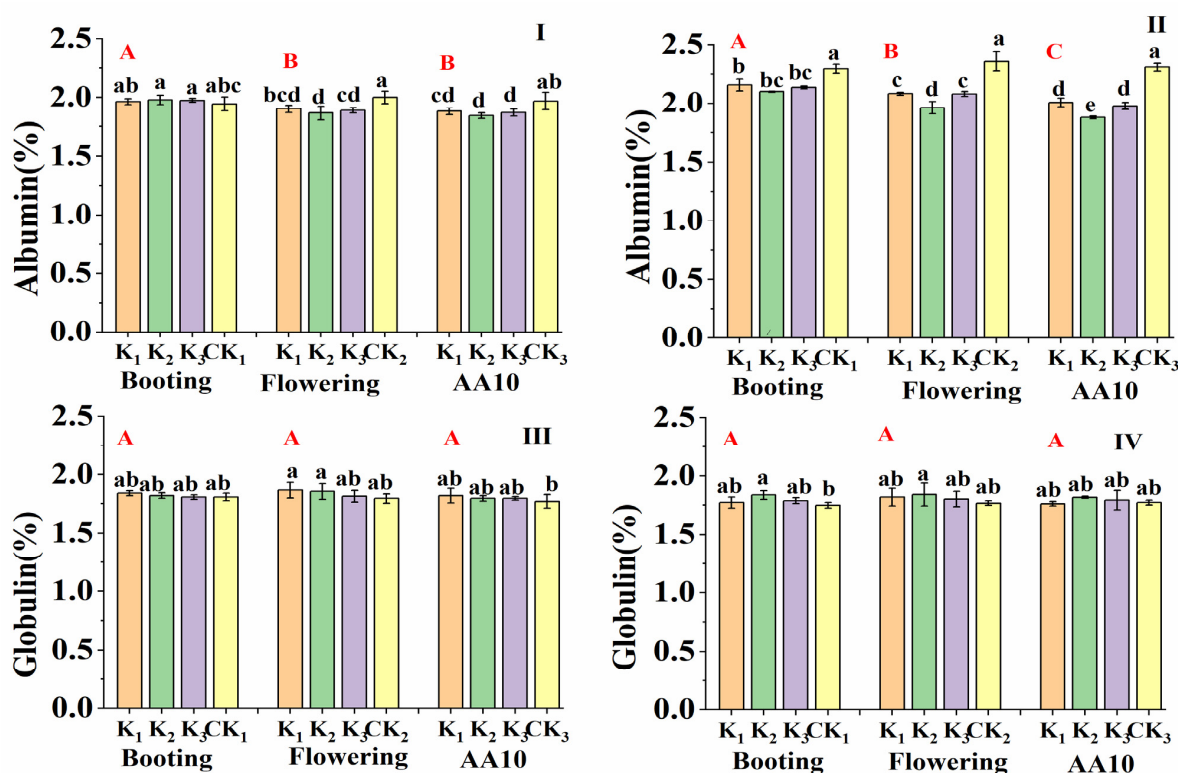 I
Albumin(%)
2.5
2.0
1.5
1.0
0.5
0.0
A B B
ab a a abc bcd d cd a cd d d ab
K₁ K₂ K₃ CK₁ K₁ K₂ K₃ CK₂ K₁ K₂ K₃ CK₃
Booting Flowering AA10
II
Albumin(%)
2.5
2.0
1.5
1.0
0.5
0.0
A B C
b bc bc a c d c a d e d a
K₁ K₂ K₃ CK₁ K₁ K₂ K₃ CK₂ K₁ K₂ K₃ CK₃
Booting Flowering AA10
III
Globulin(%)
2.5
2.0
1.5
1.0
0.5
0.0
A A A
ab ab ab ab a a ab ab ab ab ab b
K₁ K₂ K₃ CK₁ K₁ K₂ K₃ CK₂ K₁ K₂ K₃ CK₃
Booting Flowering AA10
IV
Globulin(%)
2.5
2.0
1.5
1.0
0.5
0.0
A A A
ab a ab b ab a ab ab ab ab ab ab
K₁ K₂ K₃ CK₁ K₁ K₂ K₃ CK₂ K₁ K₂ K₃ CK₃
Booting Flowering AA10